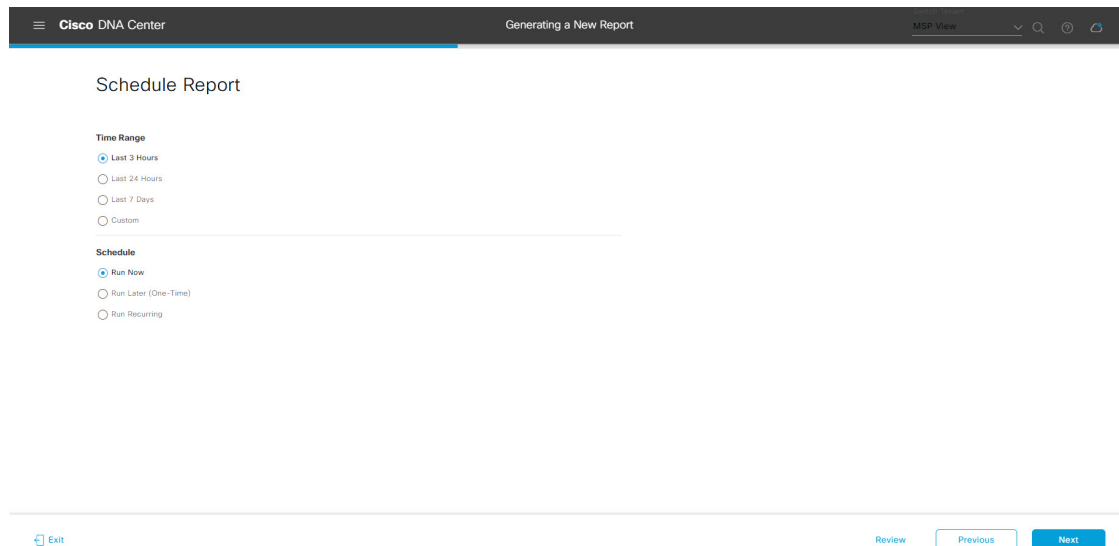 Cisco DNA Center
Generating a New Report
MSP View
Schedule Report
Time Range
Last 3 Hours
Last 24 Hours
Last 7 Days
Custom
Schedule
Run Now
Run Later (One-Time)
Run Recurring
Exit
Review
Previous
Next